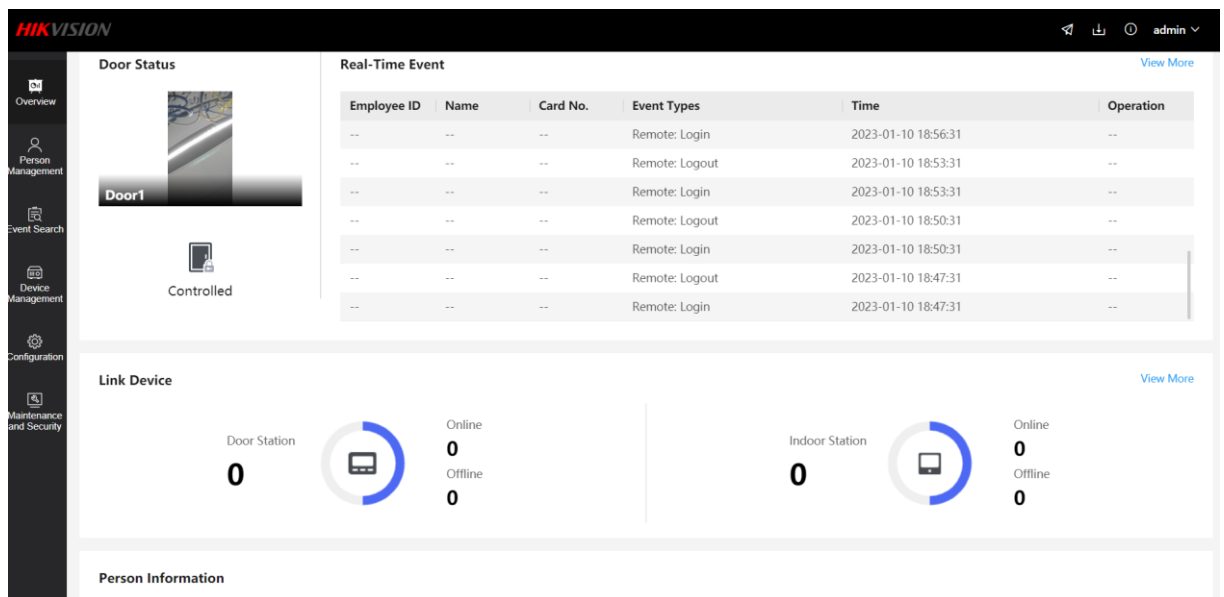 HIKVISION
admin
Overview
Person
Management
Event Search
Device
Management
Configuration
Maintenance
and Security
Door Status
Door1
Controlled
Real-Time Event
View More
Employee ID Name Card No. Event Types Time Operation
-- -- -- Remote: Login 2023-01-10 18:56:31 --
-- -- -- Remote: Logout 2023-01-10 18:53:31 --
-- -- -- Remote: Login 2023-01-10 18:53:31 --
-- -- -- Remote: Logout 2023-01-10 18:50:31 --
-- -- -- Remote: Login 2023-01-10 18:50:31 --
-- -- -- Remote: Logout 2023-01-10 18:47:31 --
-- -- -- Remote: Login 2023-01-10 18:47:31 --
Link Device
View More
Door Station
0
Online
0
Offline
0
Indoor Station
0
Online
0
Offline
0
Person Information